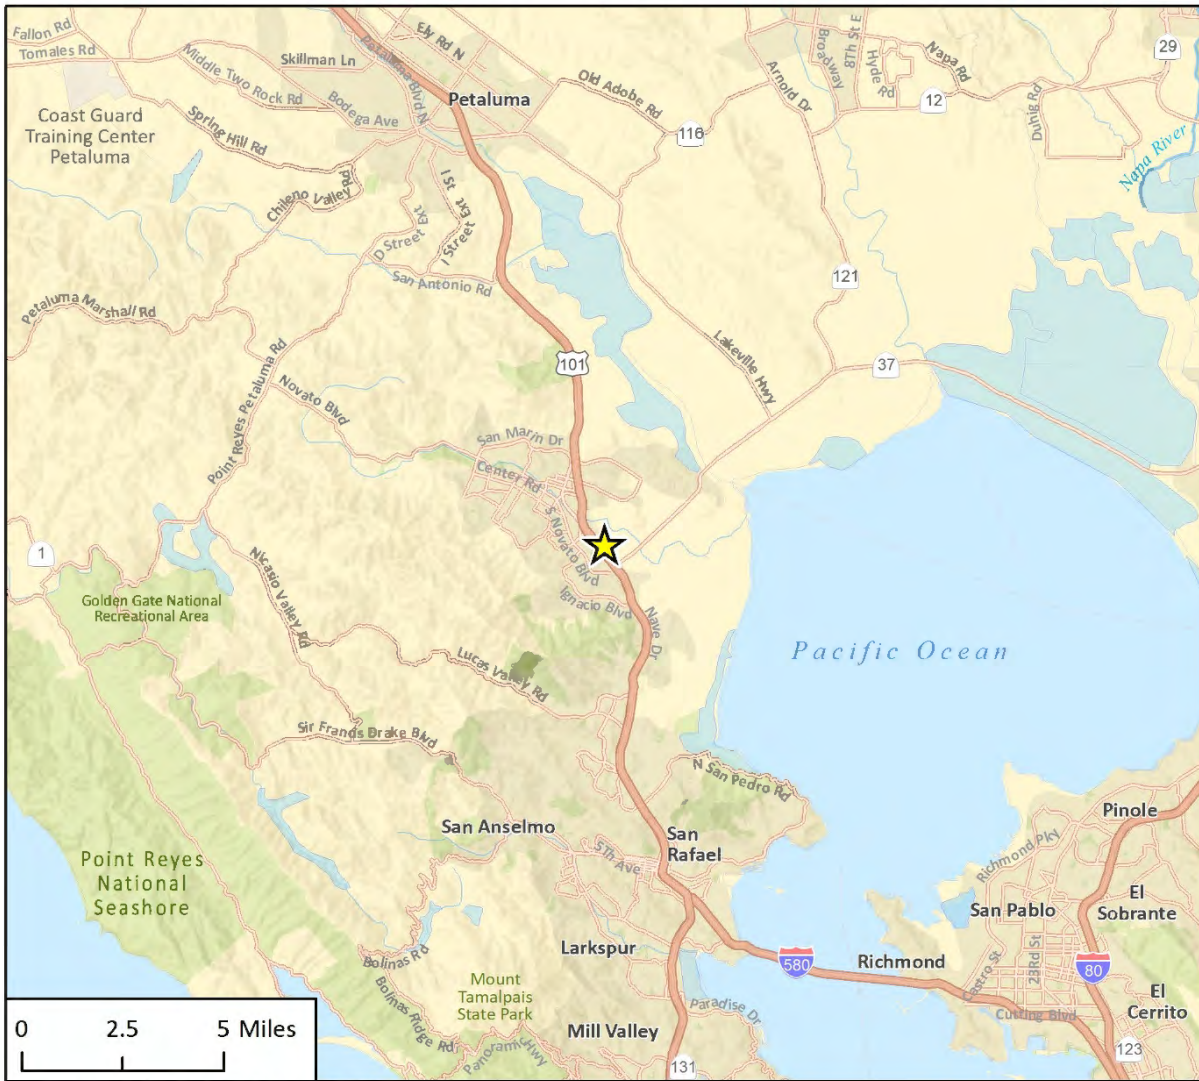 Fallon Rd
Tomales Rd
Middle Two Rock Rd
Skillman Ln
Petaluma Blvd N
Ely Rd N
Petaluma
Bodega Ave
Old Adobe Rd
116
Arnold Dr
Broadway
8Th St E
Hyde Rd
Napa Rd
12
29
Duhig Rd
Napa River
Coast Guard
Training Center
Petaluma
Spring Hill Rd
Chileno Valley Rd
D Street Ext
I St Ext
I Street Ext
San Antonio Rd
121
Petaluma Marshall Rd
Point Reyes Petaluma Rd
Novato Blvd
101
Lakeville Hwy
37
San Marin Dr
Center Rd
S Novato Blvd
Ignacio Blvd
Nave Dr
1
Golden Gate National
Recreational Area
Nicasio Valley Rd
Lucas Valley Rd
Pacific Ocean
Sir Francis Drake Blvd
N San Pedro Rd
San Anselmo
5Th Ave
San
Rafael
Point Reyes
National
Seashore
Pinole
Richmond Pky
El
Sobrante
San Pablo
Larkspur
580
Richmond
Castro St
23Rd St
80
El
Cerrito
Cutting Blvd
123
Bolinas Rd
Bolinas Ridge Rd
Mount
Tamalpais
State Park
Panoramic Hwy
Mill Valley
Paradise Dr
131
0 2.5 5 Miles